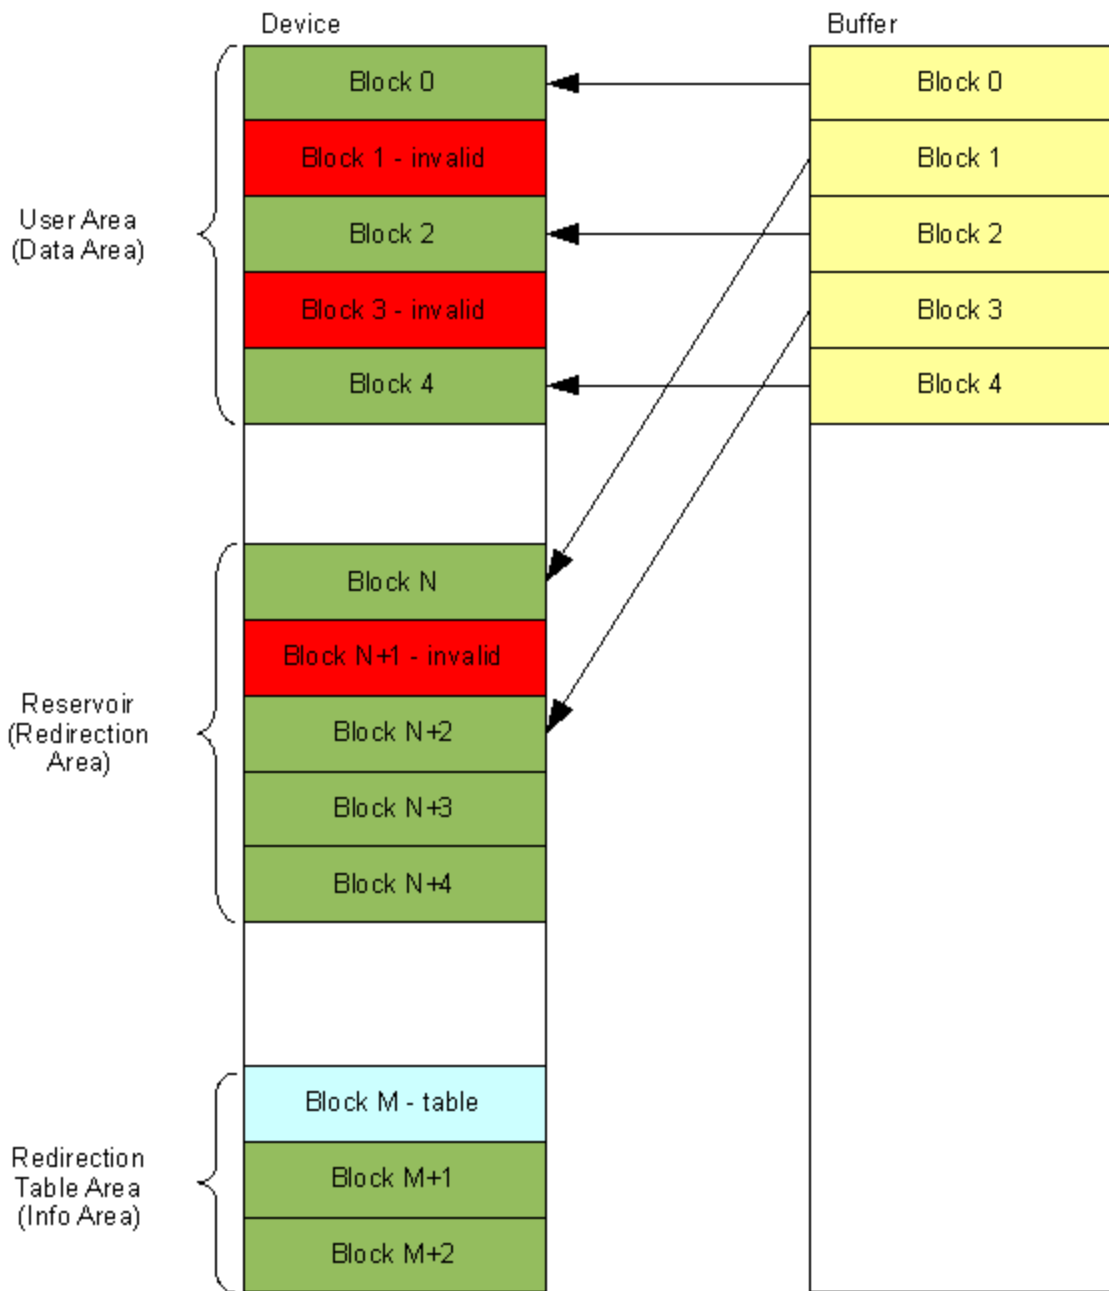 Device
Buffer
Block 0
Block 1 - invalid
Block 2
Block 3 - invalid
Block 4
User Area
(Data Area)
Block 0
Block 1
Block 2
Block 3
Block 4
Block N
Block N+1 - invalid
Block N+2
Block N+3
Block N+4
Reservoir
(Redirection
Area)
Block M - table
Block M+1
Block M+2
Redirection
Table Area
(Info Area)